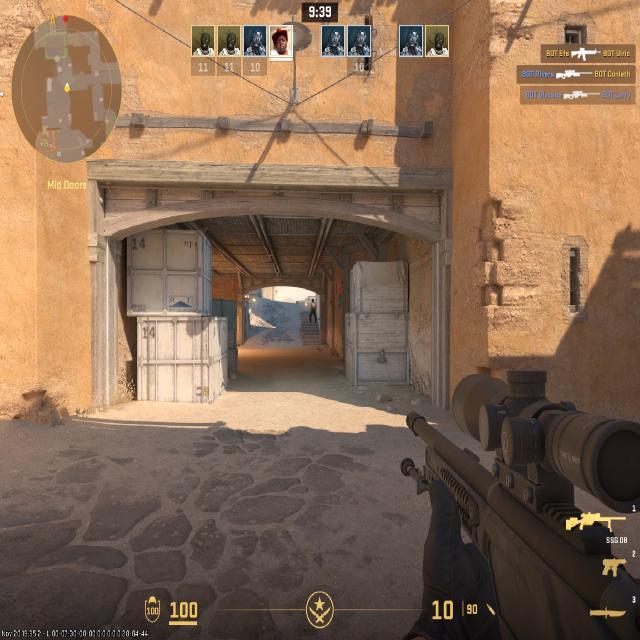 9:39
11 11 10 10
BOT Efe BOT Ulric
BOT Rivers BOT Conleth
BOT Ulysses
A
Mid Doors
14
14
1
SSG 08
2
3
100 100
10 | 90